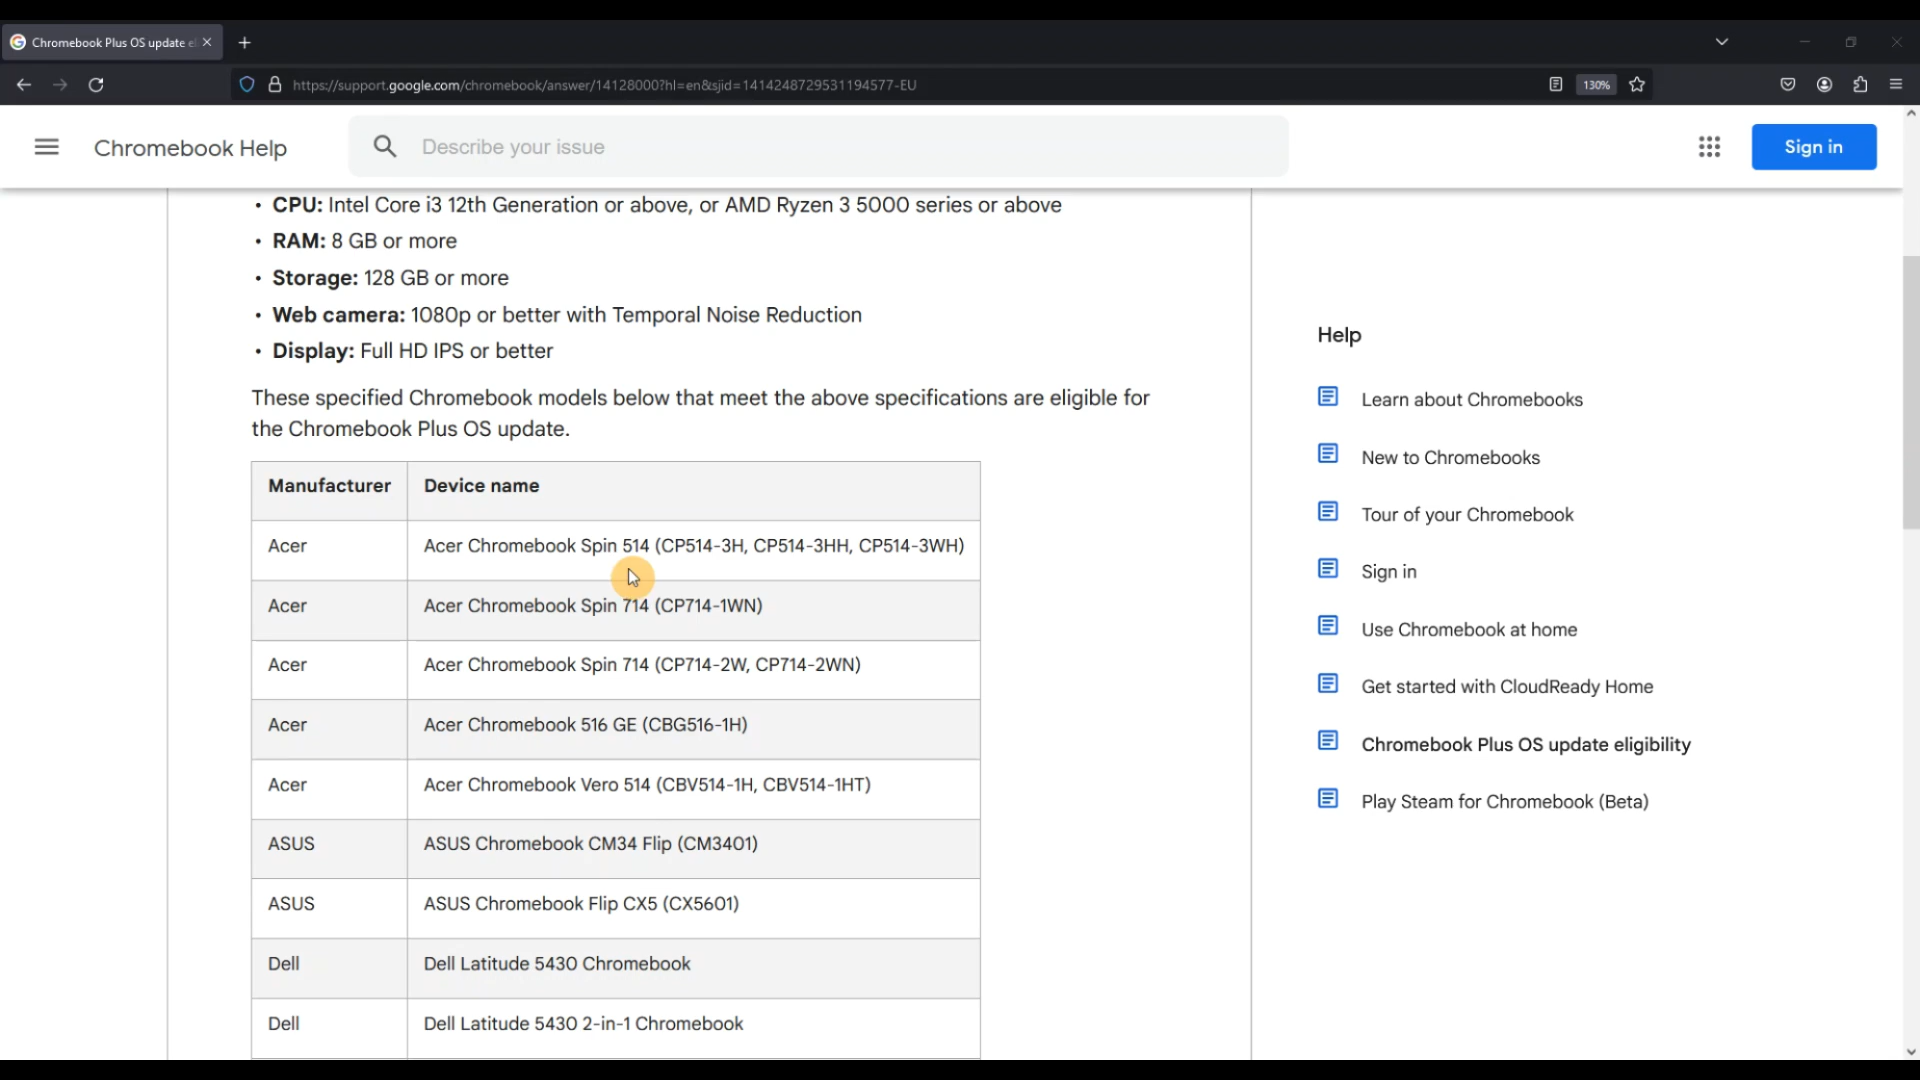 Chromebook Plus OS update e
https://support.google.com/chromebook/answer/14128000?hl=en&sjid=1414248729531194577-EU
130%
Chromebook Help
Describe your issue
Sign in
• CPU: Intel Core i3 12th Generation or above, or AMD Ryzen 3 5000 series or above
• RAM: 8 GB or more
• Storage: 128 GB or more
• Web camera: 1080p or better with Temporal Noise Reduction
• Display: Full HD IPS or better
These specified Chromebook models below that meet the above specifications are eligible for
the Chromebook Plus OS update.
Manufacturer Device name
Acer Acer Chromebook Spin 514 (CP514-3H, CP514-3HH, CP514-3WH)
Acer Acer Chromebook Spin 714 (CP714-1WN)
Acer Acer Chromebook Spin 714 (CP714-2W, CP714-2WN)
Acer Acer Chromebook 516 GE (CBG516-1H)
Acer Acer Chromebook Vero 514 (CBV514-1H, CBV514-1HT)
ASUS ASUS Chromebook CM34 Flip (CM3401)
ASUS ASUS Chromebook Flip CX5 (CX5601)
Dell Dell Latitude 5430 Chromebook
Dell Dell Latitude 5430 2-in-1 Chromebook
Help
Learn about Chromebooks
New to Chromebooks
Tour of your Chromebook
Sign in
Use Chromebook at home
Get started with CloudReady Home
Chromebook Plus OS update eligibility
Play Steam for Chromebook (Beta)